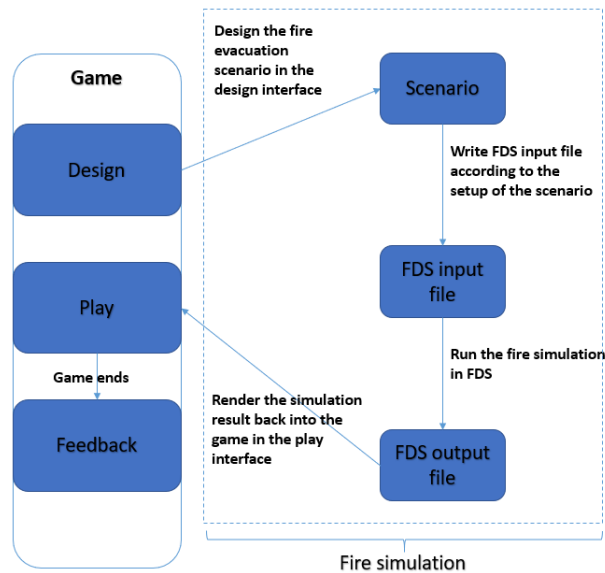 Game
Design
Play
Game ends
Feedback
Design the fire
evacuation
scenario in the
design interface
Scenario
Write FDS input file
according to the
setup of the scenario
FDS input
file
Run the fire simulation
in FDS
Render the simulation
result back into the
game in the play
interface
FDS output
file
Fire simulation